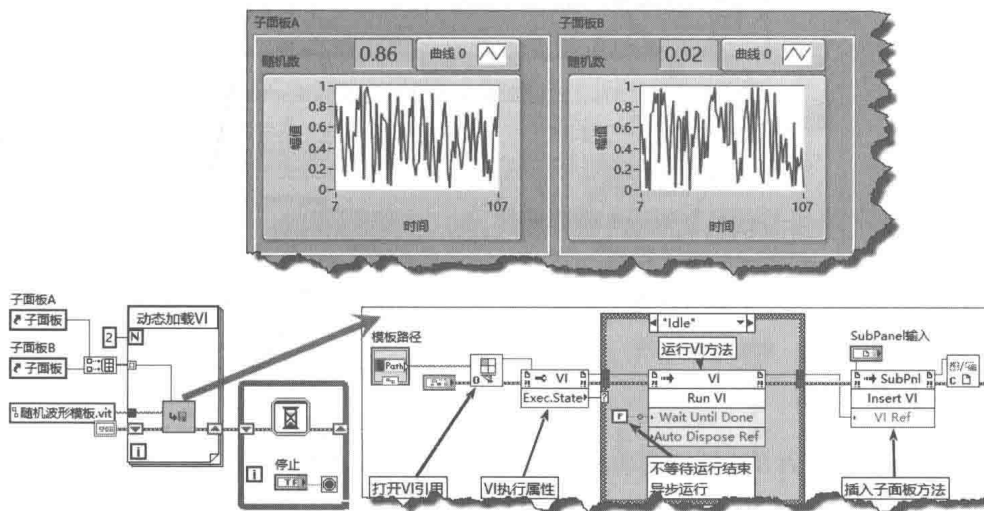 子面板A
子面板B
随机数
0.86
曲线 0
随机数
0.02
曲线 0
幅值
1
0.8
0.6
0.4
0.2
0
7
107
时间
幅值
1
0.8
0.6
0.4
0.2
0
7
107
时间
子面板A
子面板
子面板B
子面板
动态加载VI
2
N
随机波形模板.vit
i
i
停止
TF
模板路径
Path
VI
Exec.State
?
打开VI引用
VI执行属性
"Idle"
运行VI方法
VI
Run VI
Wait Until Done
Auto Dispose Ref
F
不等待运行结束
异步运行
SubPanel输入
SubPnl
Insert VI
VI Ref
插入子面板方法